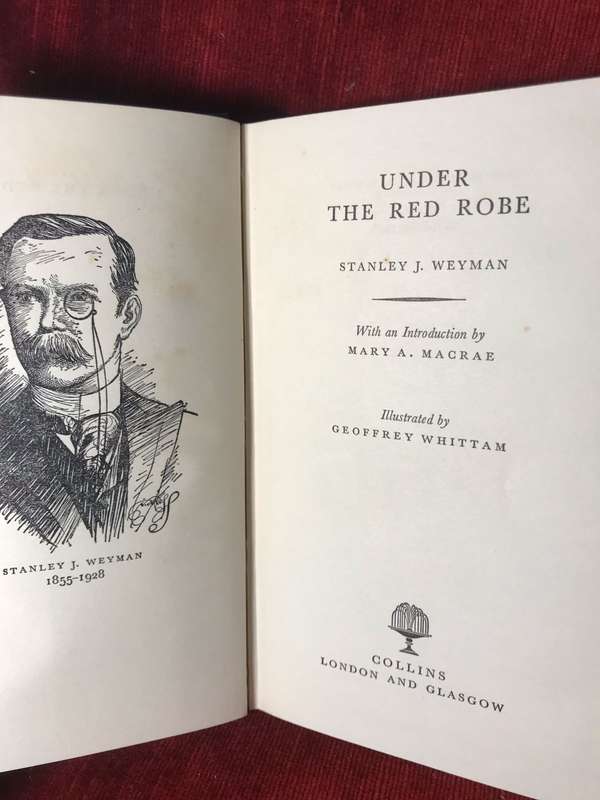 STANLEY J. WEYMAN
1855–1928
UNDER
THE RED ROBE
STANLEY J. WEYMAN
With an Introduction by
MARY A. MACRAE
Illustrated by
GEOFFREY WHITTAM
COLLINS
LONDON AND GLASGOW